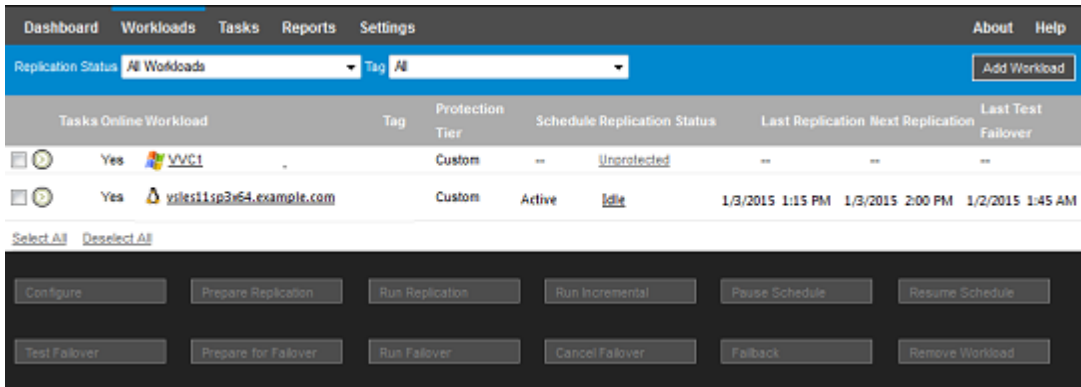 Dashboard Workloads Tasks Reports Settings About Help
Replication Status All Workloads Tag All Add Workload
Tasks Online Workload Tag Protection Tier Schedule Replication Status Last Replication Next Replication Last Test Failover
Yes VVC1 Custom -- Unprotected -- -- --
Yes vsles11sp3x64.example.com Custom Active Idle 1/3/2015 1:15 PM 1/3/2015 2:00 PM 1/2/2015 1:45 AM
Select All Deselect All
Configure Prepare Replication Run Replication Run Incremental Pause Schedule Resume Schedule
Test Failover Prepare for Failover Run Failover Cancel Failover Failback Remove Workload